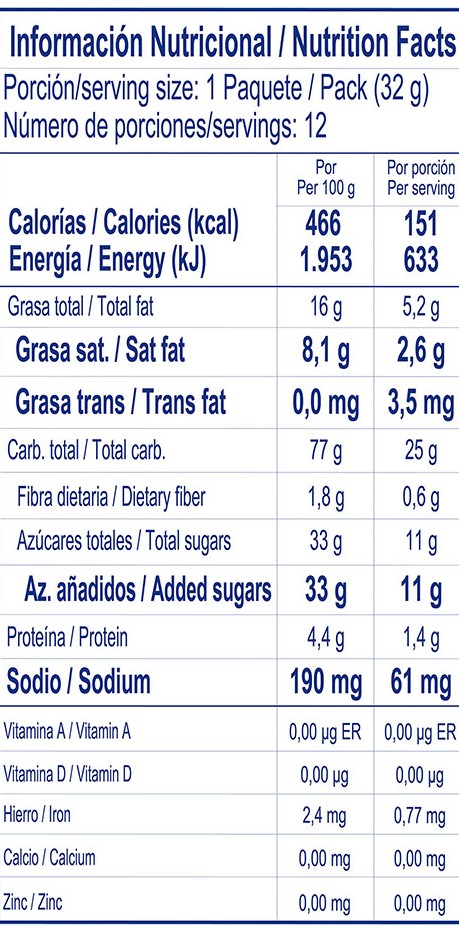 Información Nutricional / Nutrition Facts
Porción/serving size: 1 Paquete / Pack (32 g)
Número de porciones/servings: 12
Por Por porción
Per 100 g Per serving
Calorías / Calories (kcal) 466 151
Energía / Energy (kJ) 1.953 633
Grasa total / Total fat 16 g 5,2 g
Grasa sat. / Sat fat 8,1 g 2,6 g
Grasa trans / Trans fat 0,0 mg 3,5 mg
Carb. total / Total carb. 77 g 25 g
Fibra dietaria / Dietary fiber 1,8 g 0,6 g
Azúcares totales / Total sugars 33 g 11 g
Az. añadidos / Added sugars 33 g 11 g
Proteína / Protein 4,4 g 1,4 g
Sodio / Sodium 190 mg 61 mg
Vitamina A / Vitamin A 0,00 µg ER 0,00 µg ER
Vitamina D / Vitamin D 0,00 µg 0,00 µg
Hierro / Iron 2,4 mg 0,77 mg
Calcio / Calcium 0,00 mg 0,00 mg
Zinc / Zinc 0,00 mg 0,00 mg